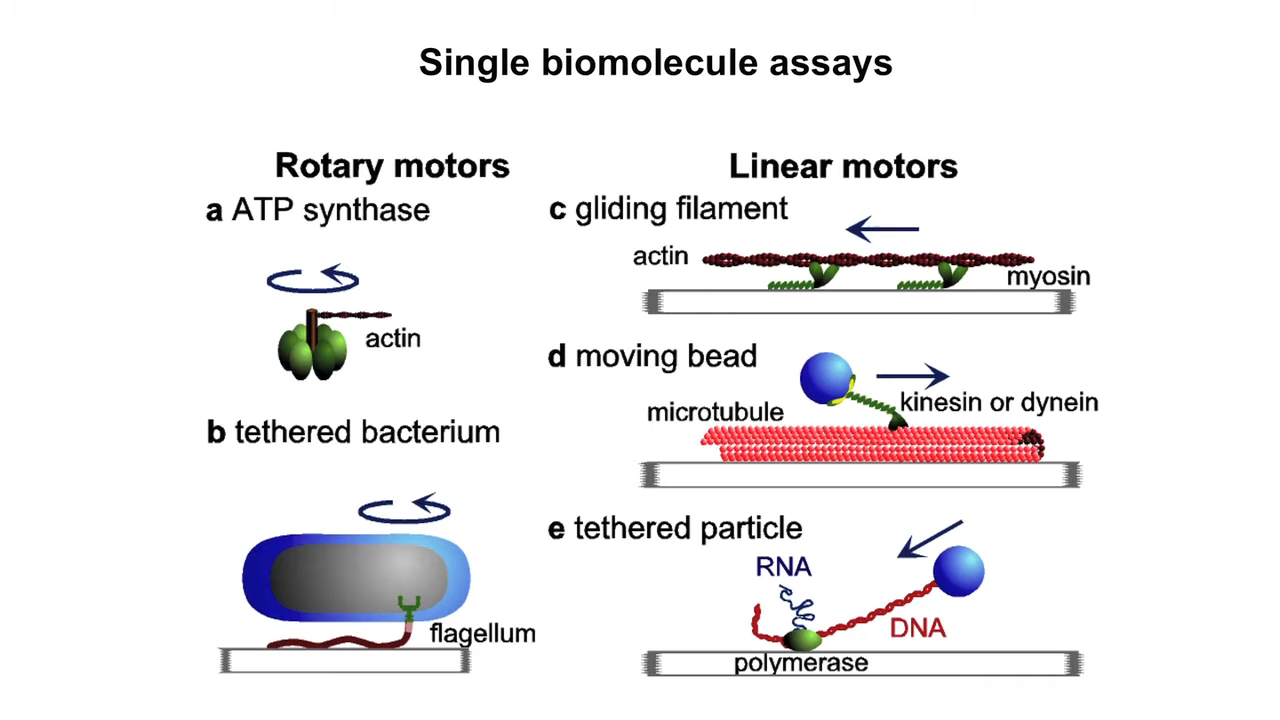 Single biomolecule assays
Rotary motors
a ATP synthase
actin
b tethered bacterium
flagellum
Linear motors
c gliding filament
actin
myosin
d moving bead
kinesin or dynein
microtubule
e tethered particle
RNA
DNA
polymerase